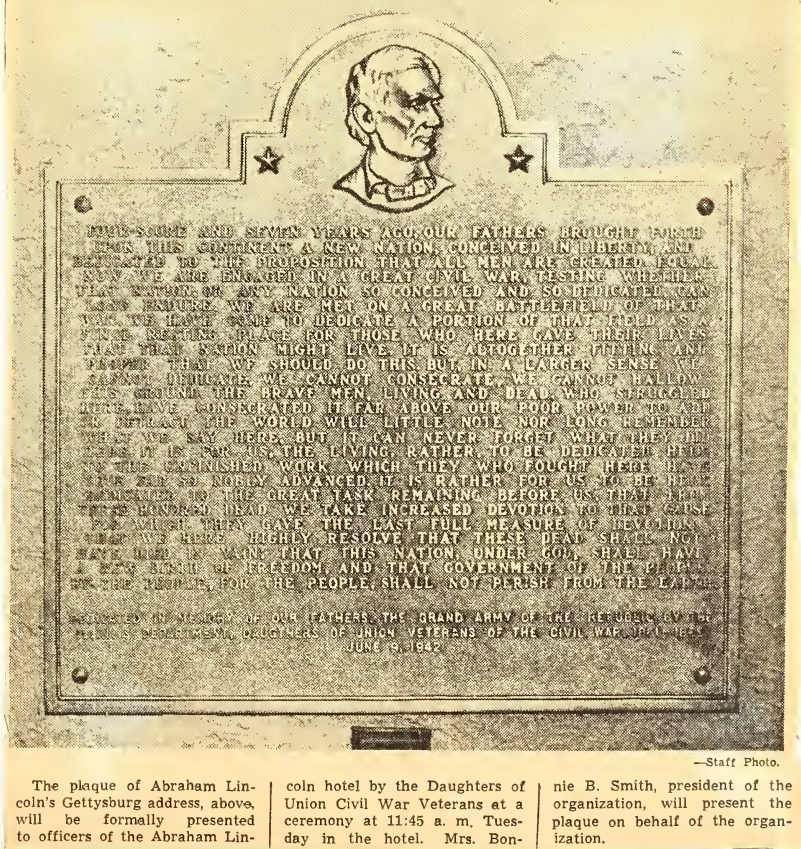 FOUR-SCORE AND SEVEN YEARS AGO, OUR FATHERS BROUGHT FORTH
UPON THIS CONTINENT A NEW NATION, CONCEIVED IN LIBERTY, AND
DEDICATED TO THE PROPOSITION THAT ALL MEN ARE CREATED EQUAL.
NOW WE ARE ENGAGED IN A GREAT CIVIL WAR, TESTING WHETHER
THAT NATION, OR ANY NATION SO CONCEIVED AND SO DEDICATED CAN
LONG ENDURE. WE ARE MET ON A GREAT BATTLEFIELD OF THAT
WAR. WE HAVE COME TO DEDICATE A PORTION OF THAT FIELD AS A
FINAL RESTING PLACE FOR THOSE WHO HERE GAVE THEIR LIVES
THAT THAT NATION MIGHT LIVE. IT IS ALTOGETHER FITTING AND
PROPER THAT WE SHOULD DO THIS. BUT, IN A LARGER SENSE WE
CANNOT DEDICATE, WE CANNOT CONSECRATE, WE CANNOT HALLOW
THIS GROUND. THE BRAVE MEN, LIVING AND DEAD, WHO STRUGGLED
HERE, HAVE CONSECRATED IT FAR ABOVE OUR POOR POWER TO ADD
OR DETRACT. THE WORLD WILL LITTLE NOTE NOR LONG REMEMBER
WHAT WE SAY HERE, BUT IT CAN NEVER FORGET WHAT THEY DID
HERE. IT IS FOR US, THE LIVING, RATHER, TO BE DEDICATED HERE
TO THE UNFINISHED WORK WHICH THEY WHO FOUGHT HERE HAVE
THUS FAR SO NOBLY ADVANCED. IT IS RATHER FOR US TO BE HERE
DEDICATED TO THE GREAT TASK REMAINING BEFORE US, THAT FROM
THESE HONORED DEAD WE TAKE INCREASED DEVOTION TO THAT CAUSE
FOR WHICH THEY GAVE THE LAST FULL MEASURE OF DEVOTION;
THAT WE HERE HIGHLY RESOLVE THAT THESE DEAD SHALL NOT
HAVE DIED IN VAIN; THAT THIS NATION, UNDER GOD, SHALL HAVE
A NEW BIRTH OF FREEDOM, AND THAT GOVERNMENT OF THE PEOPLE,
BY THE PEOPLE, FOR THE PEOPLE, SHALL NOT PERISH FROM THE EARTH.
DEDICATED IN MEMORY OF OUR FATHERS, THE GRAND ARMY OF THE REPUBLIC, BY THE
DEPARTMENT, DAUGTHERS OF UNION VETERANS OF THE CIVIL WAR, 1861-1865
JUNE 9, 1942
—Staff Photo.
The plaque of Abraham Lin-
coln's Gettysburg address, above,
will be formally presented
to officers of the Abraham Lin-
coln hotel by the Daughters of
Union Civil War Veterans at a
ceremony at 11:45 a. m. Tues-
day in the hotel. Mrs. Bon-
nie B. Smith, president of the
organization, will present the
plaque on behalf of the organ-
ization.